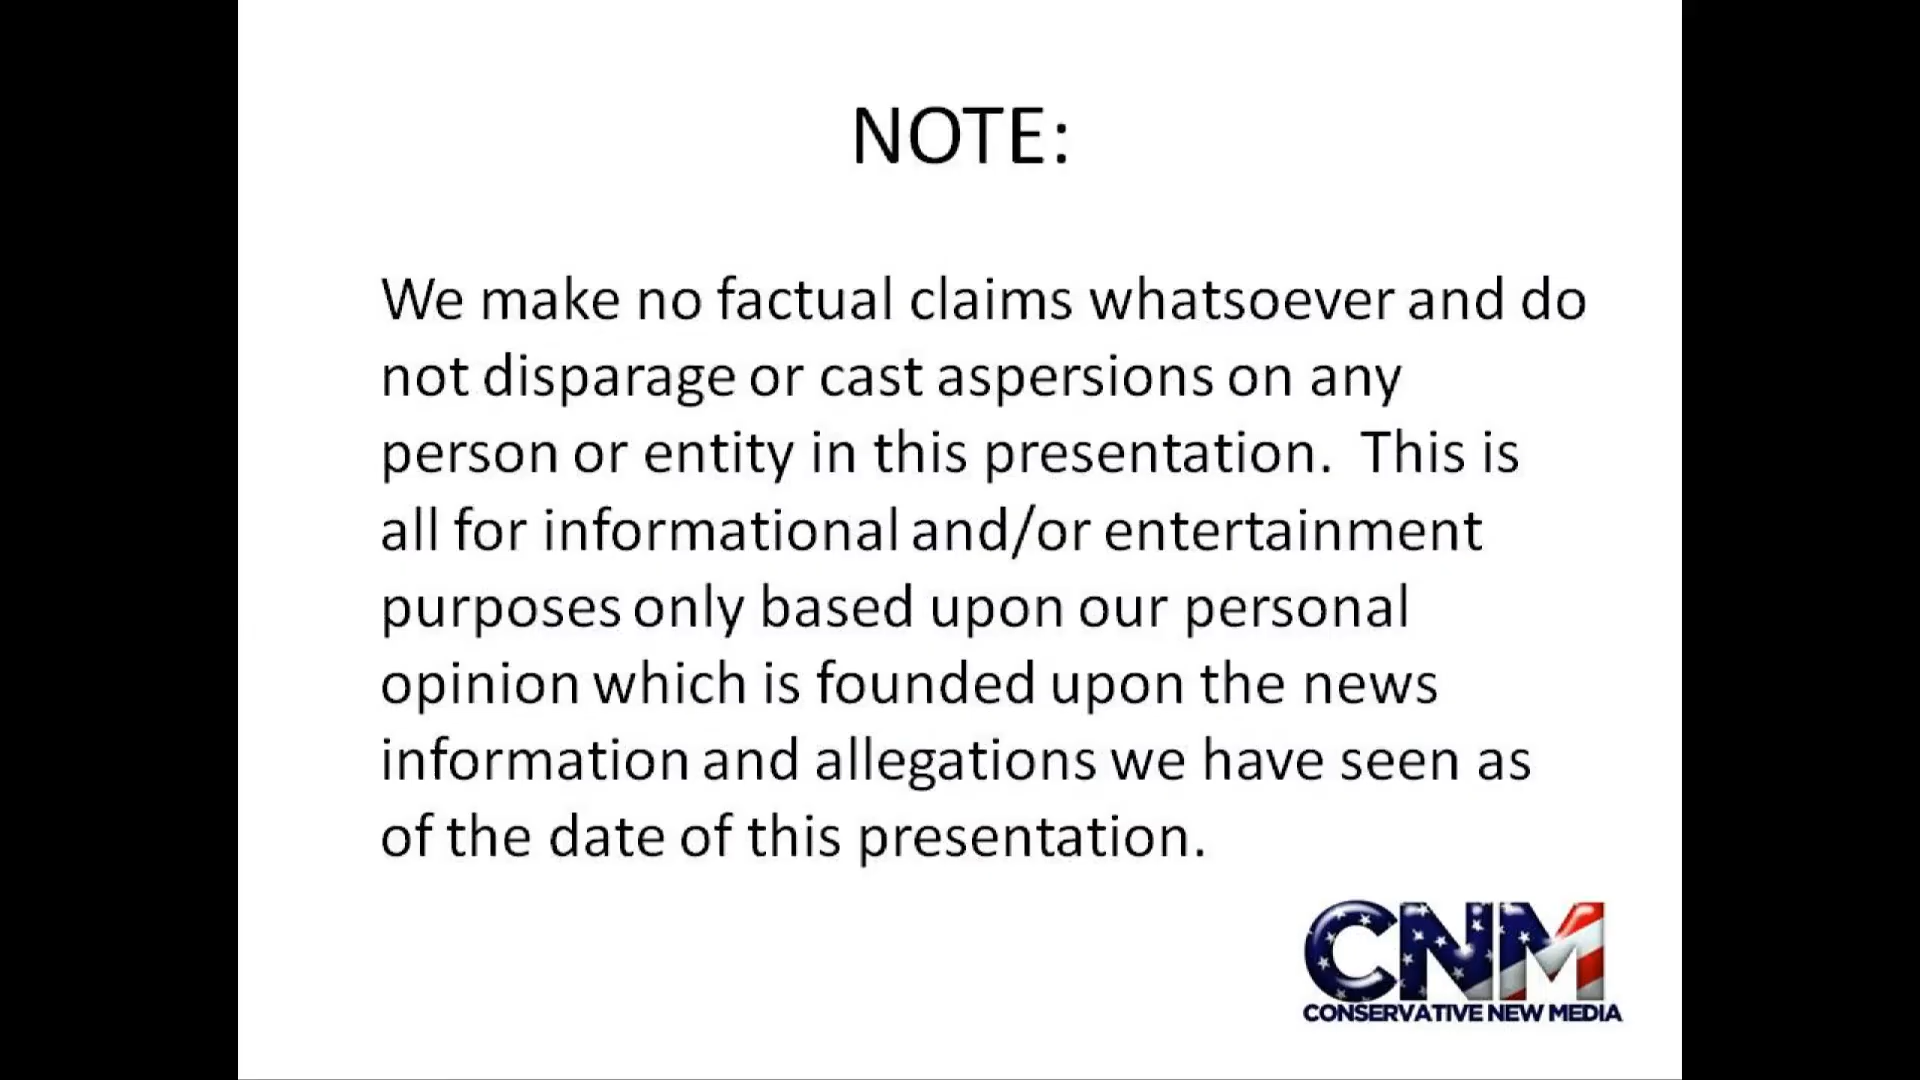 NOTE:
We make no factual claims whatsoever and do
not disparage or cast aspersions on any
person or entity in this presentation.  This is
all for informational and/or entertainment
purposes only based upon our personal
opinion which is founded upon the news
information and allegations we have seen as
of the date of this presentation.
CNM
CONSERVATIVE NEW MEDIA